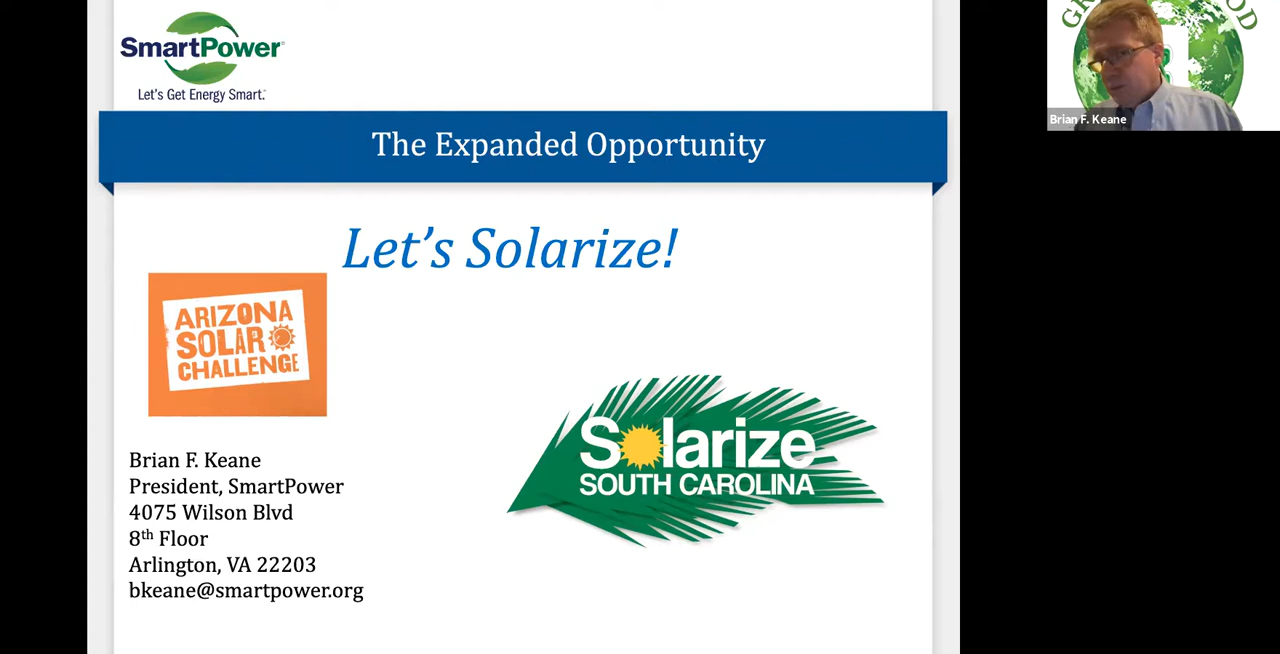 SmartPower
Let's Get Energy Smart.
The Expanded Opportunity
Let's Solarize!
ARIZONA
SOLAR
CHALLENGE
Solarize
SOUTH CAROLINA
Brian F. Keane
President, SmartPower
4075 Wilson Blvd
8th Floor
Arlington, VA 22203
bkeane@smartpower.org
Brian F. Keane